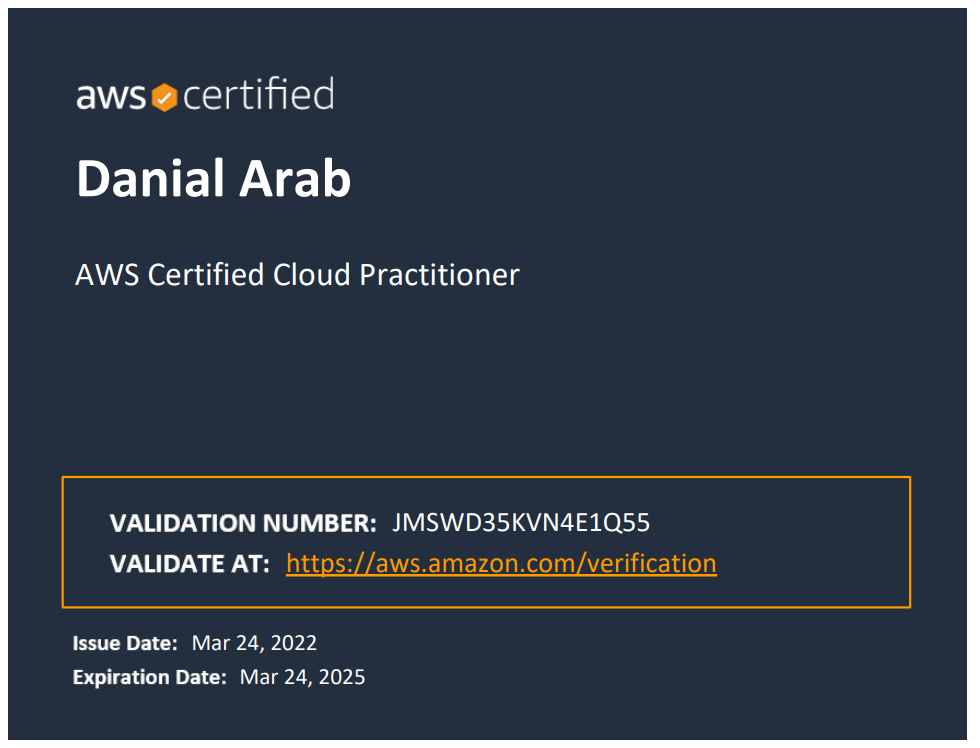 aws certified
Danial Arab
AWS Certified Cloud Practitioner
VALIDATION NUMBER: JMSWD35KVN4E1Q55
VALIDATE AT: https://aws.amazon.com/verification
Issue Date: Mar 24, 2022
Expiration Date: Mar 24, 2025